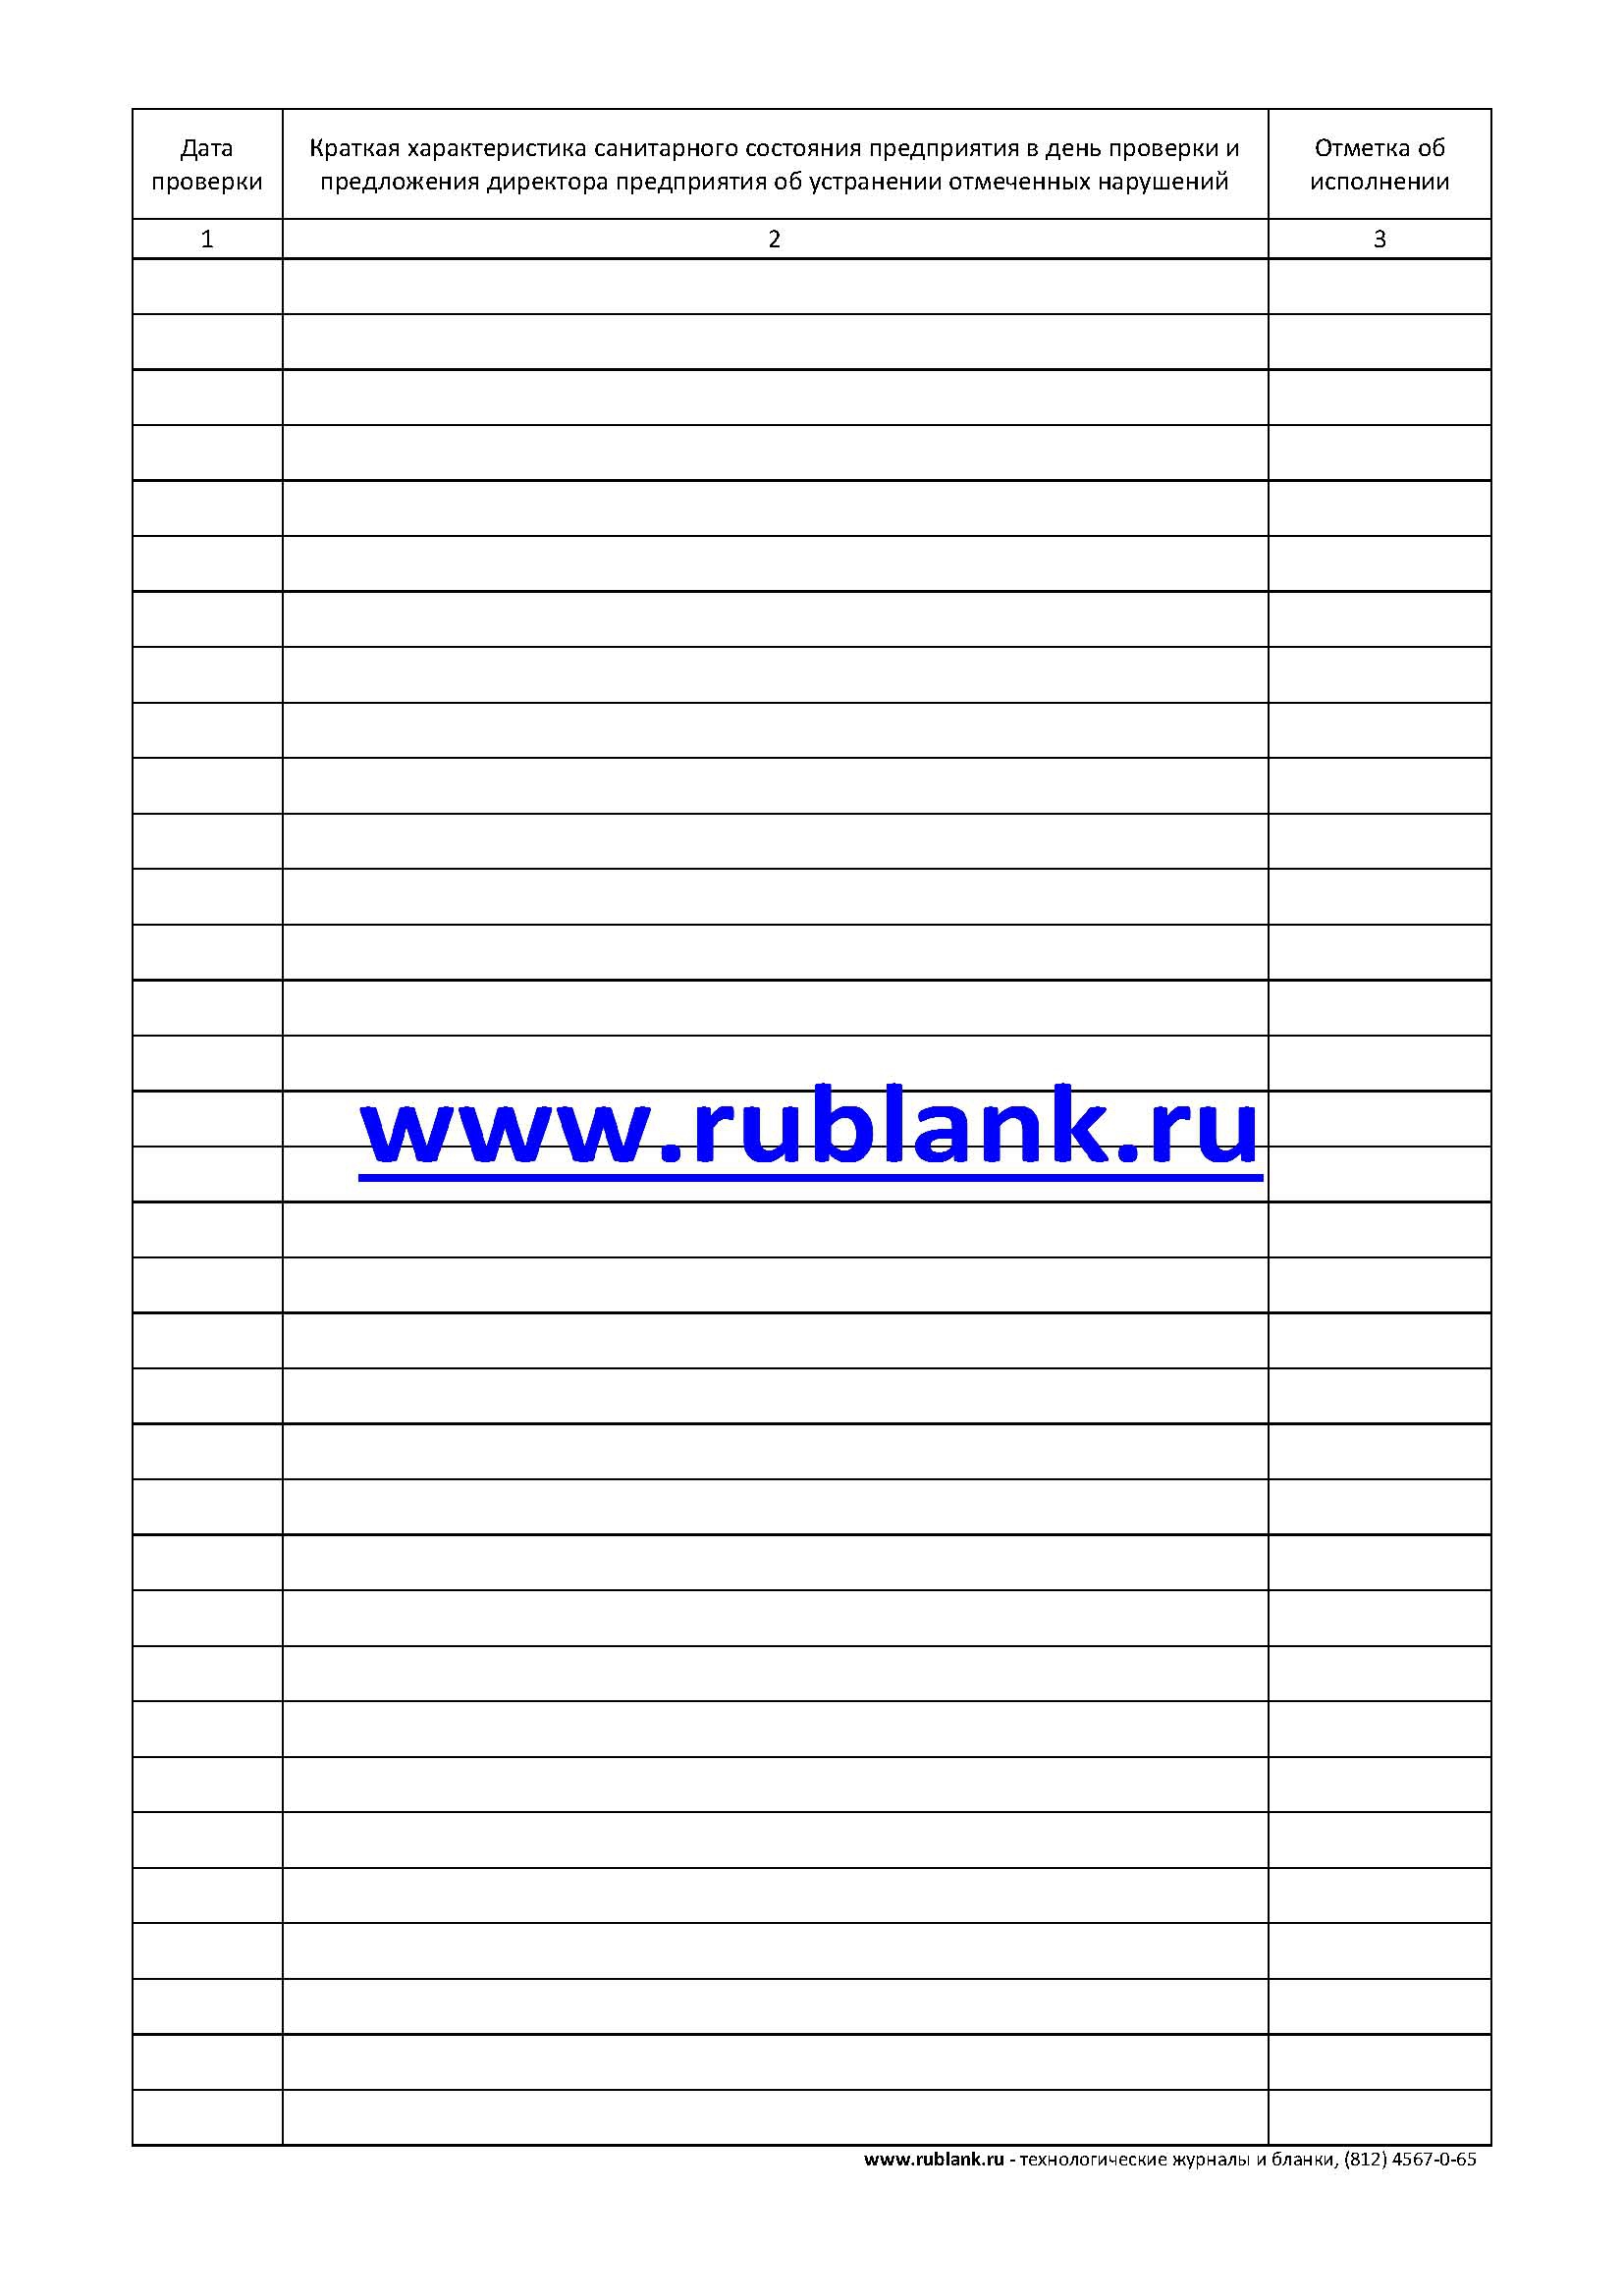 Дата
проверки
Краткая характеристика санитарного состояния предприятия в день проверки и
предложения директора предприятия об устранении отмеченных нарушений
Отметка об
исполнении
1
2
3
www.rublank.ru
www.rublank.ru - технологические журналы и бланки, (812) 4567-0-65